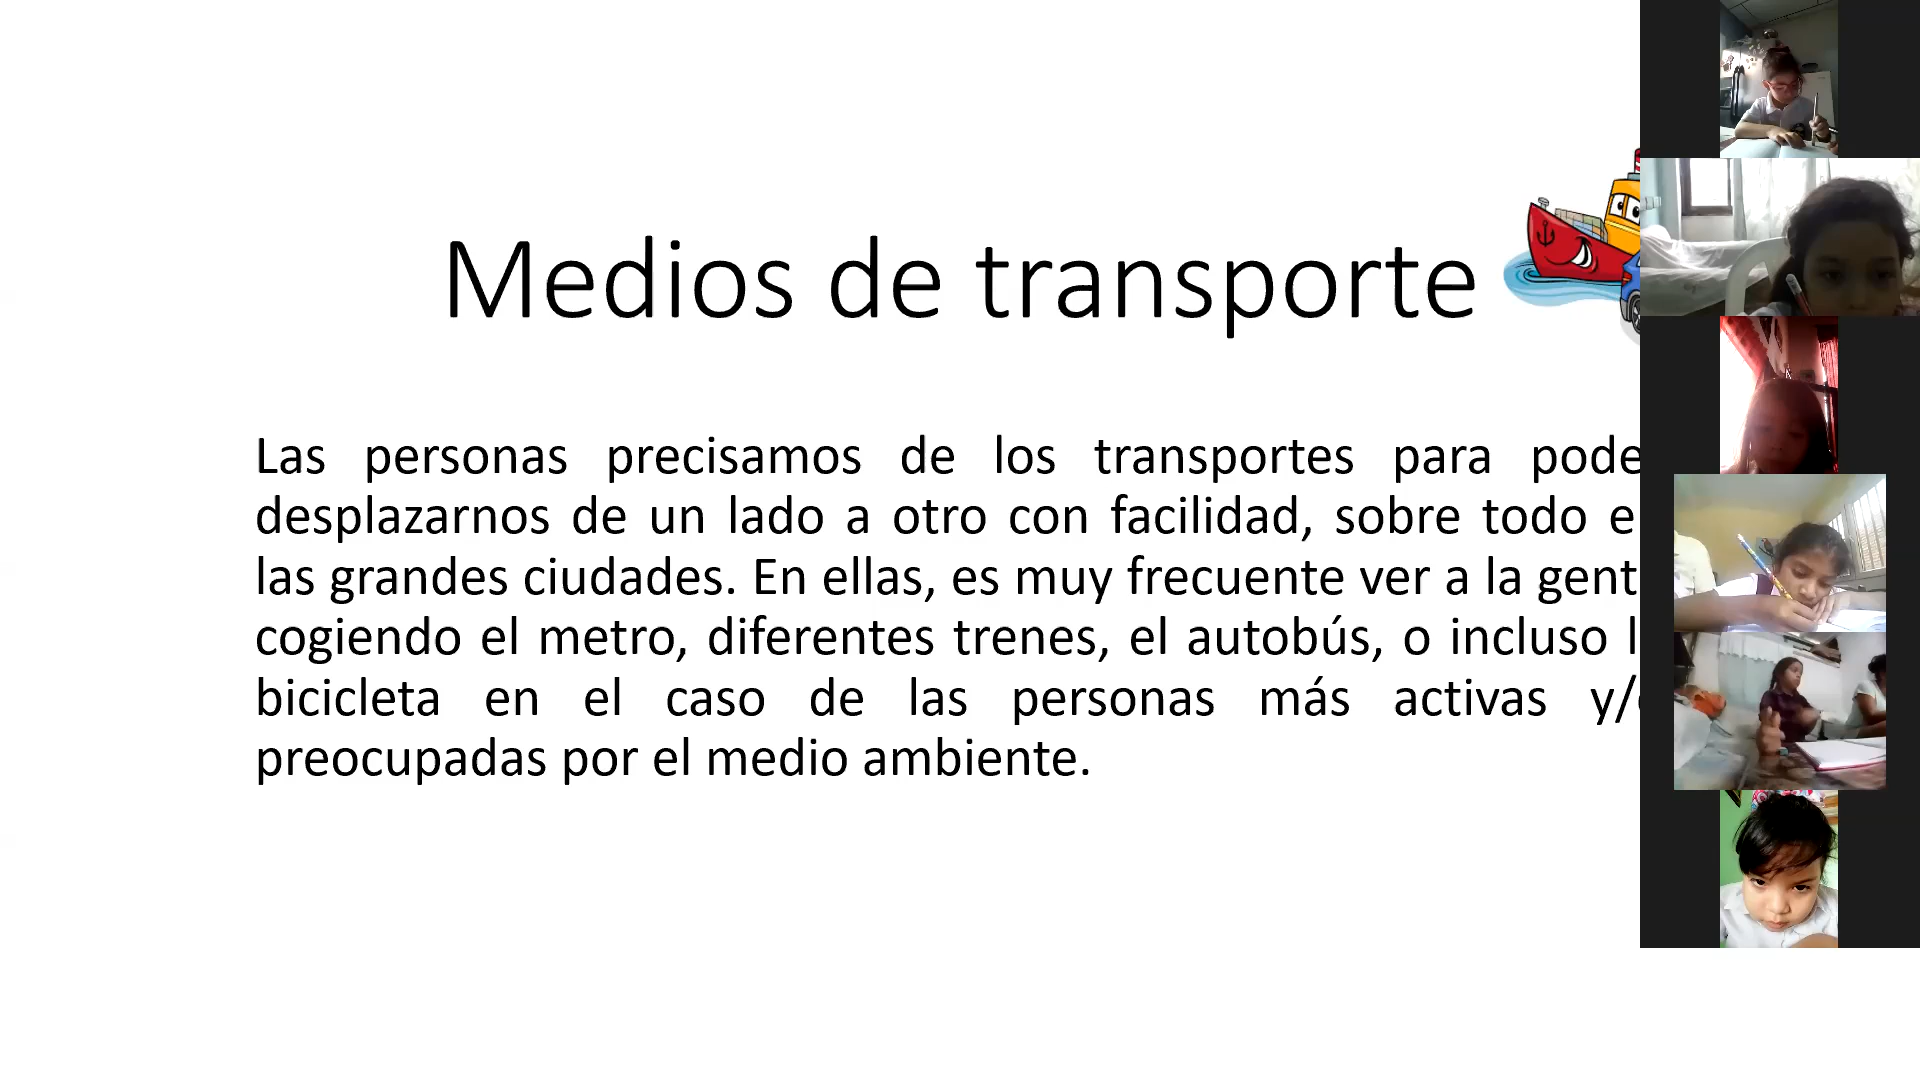 Medios de transporte
Las personas precisamos de los transportes para pode
desplazarnos de un lado a otro con facilidad, sobre todo e
las grandes ciudades. En ellas, es muy frecuente ver a la gent
cogiendo el metro, diferentes trenes, el autobús, o incluso l
bicicleta en el caso de las personas más activas y/
preocupadas por el medio ambiente.